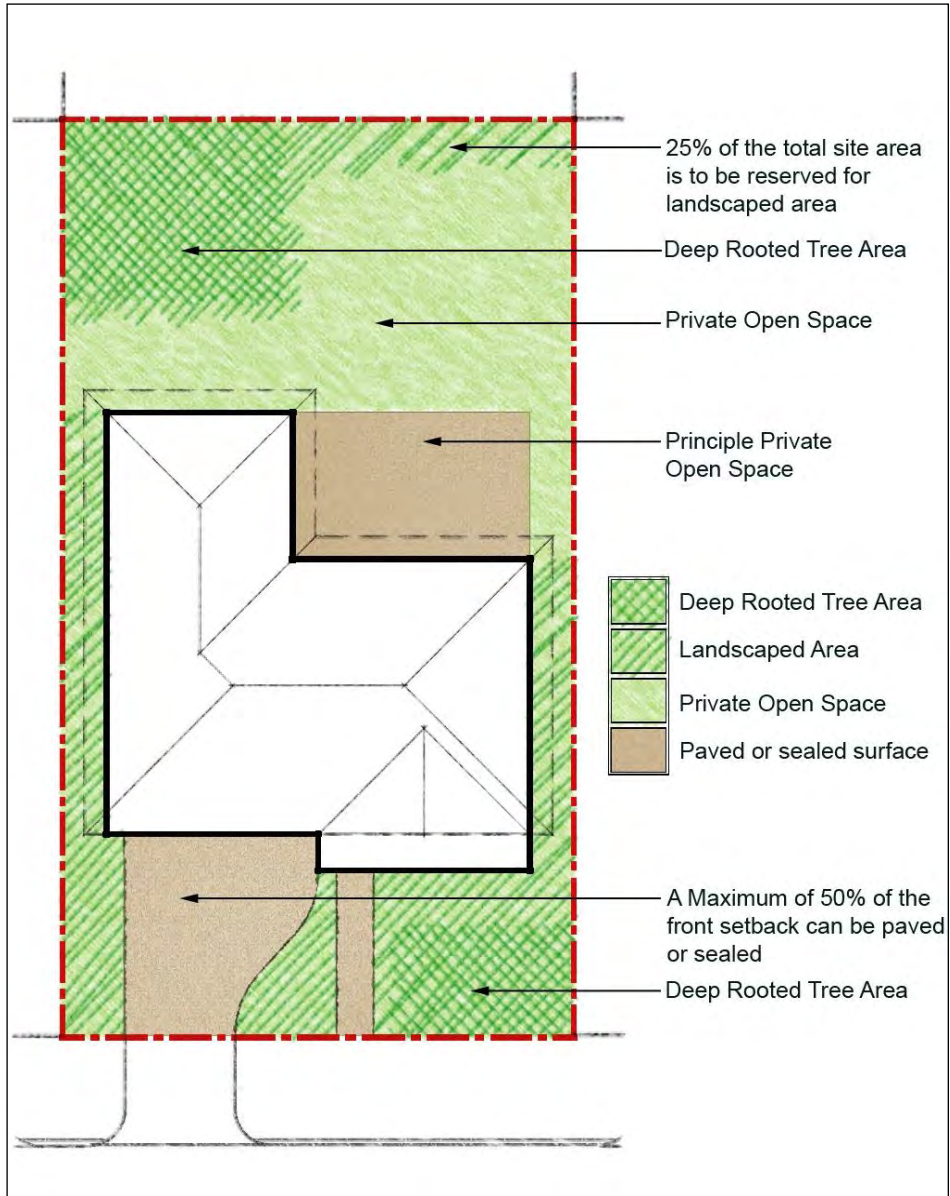 25% of the total site area
is to be reserved for
landscaped area
Deep Rooted Tree Area
Private Open Space
Principle Private
Open Space
Deep Rooted Tree Area
Landscaped Area
Private Open Space
Paved or sealed surface
A Maximum of 50% of the
front setback can be paved
or sealed
Deep Rooted Tree Area